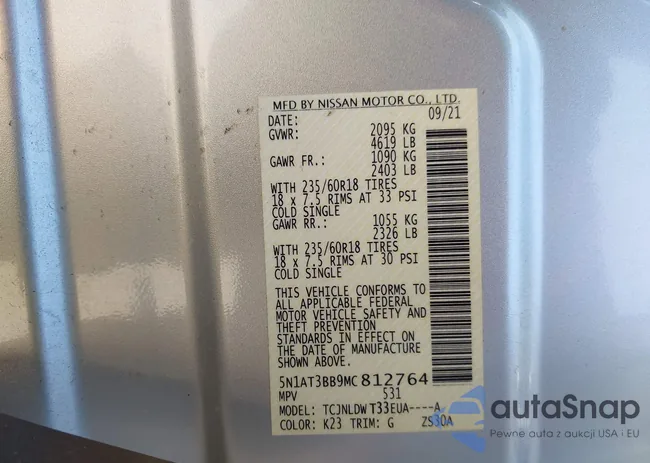 MFD BY NISSAN MOTOR CO., LTD.
DATE: 09/21
GVWR: 2095 KG
4619 LB
GAWR FR.: 1090 KG
2403 LB
WITH 235/60R18 TIRES
18 x 7.5 RIMS AT 33 PSI
COLD SINGLE
GAWR RR.: 1055 KG
2326 LB
WITH 235/60R18 TIRES
18 x 7.5 RIMS AT 30 PSI
COLD SINGLE
THIS VEHICLE CONFORMS TO
ALL APPLICABLE FEDERAL
MOTOR VEHICLE SAFETY AND
THEFT PREVENTION
STANDARDS IN EFFECT ON
THE DATE OF MANUFACTURE
SHOWN ABOVE.
5N1AT3BB9MC812764
MPV 531
MODEL: TCJNLDW T33EUA----A
COLOR: K23 TRIM: G ZS30A
autaSnap
Pewne auta z aukcji USA i EU